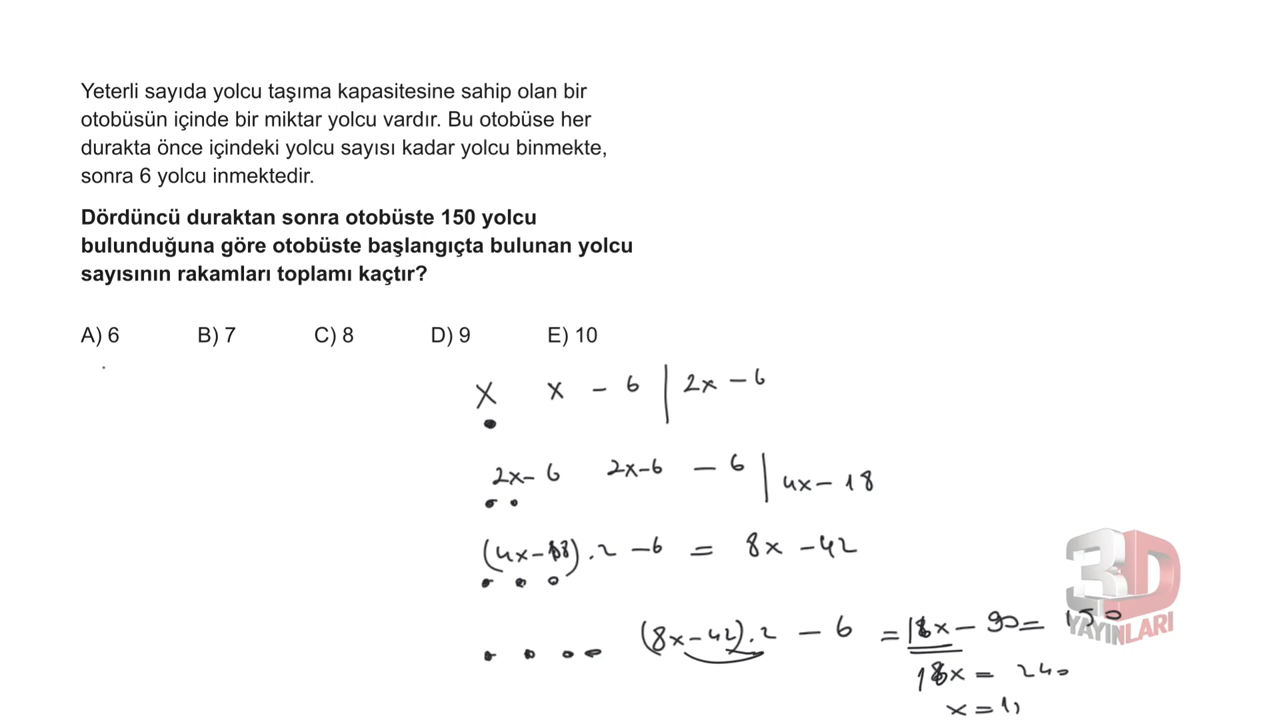 Yeterli sayıda yolcu taşıma kapasitesine sahip olan bir
otobüsün içinde bir miktar yolcu vardır. Bu otobüse her
durakta önce içindeki yolcu sayısı kadar yolcu binmekte,
sonra 6 yolcu inmektedir.
Dördüncü duraktan sonra otobüste 150 yolcu
bulunduğuna göre otobüste başlangıçta bulunan yolcu
sayısının rakamları toplamı kaçtır?
A) 6 B) 7 C) 8 D) 9 E) 10
x x - 6 | 2x - 6
2x - 6 2x - 6 - 6 | 4x - 18
(4x - 18) . 2 - 6 = 8x - 42
(8x - 42) . 2 - 6 = 16x - 90 = 150
16x = 240
x = 1
3D
YAYINLARI